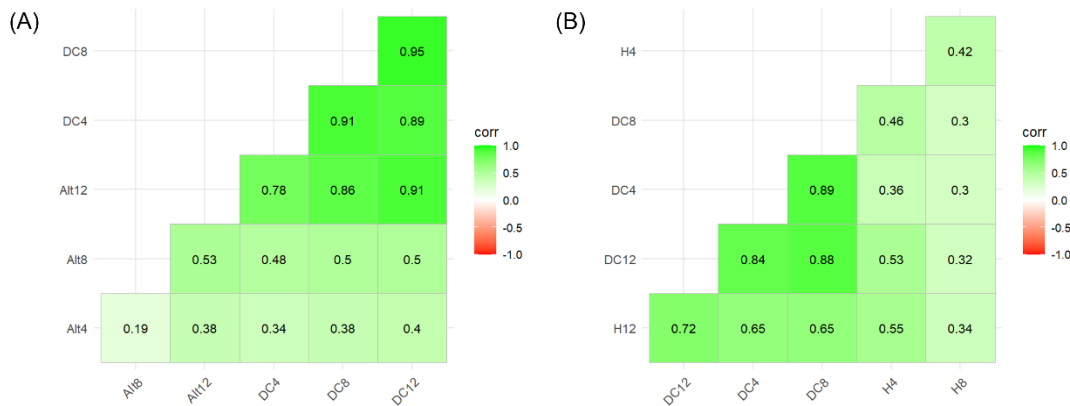 (A)
DC8
0.95
DC4
0.91 0.89
Alt12
0.78 0.86 0.91
Alt8
0.53 0.48 0.5 0.5
Alt4
0.19 0.38 0.34 0.38 0.4
Alt8 Alt12 DC4 DC8 DC12
corr
1.0
0.5
0.0
-0.5
-1.0
(B)
H4
0.42
DC8
0.46 0.3
DC4
0.89 0.36 0.3
DC12
0.84 0.88 0.53 0.32
H12
0.72 0.65 0.65 0.55 0.34
DC12 DC4 DC8 H4 H8
corr
1.0
0.5
0.0
-0.5
-1.0